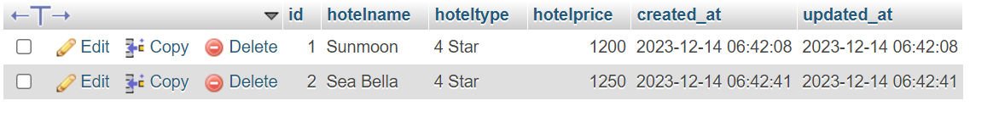 id hotelname hoteltype hotelprice created_at updated_at
Edit Copy Delete 1 Sunmoon 4 Star 1200 2023-12-14 06:42:08 2023-12-14 06:42:08
Edit Copy Delete 2 Sea Bella 4 Star 1250 2023-12-14 06:42:41 2023-12-14 06:42:41